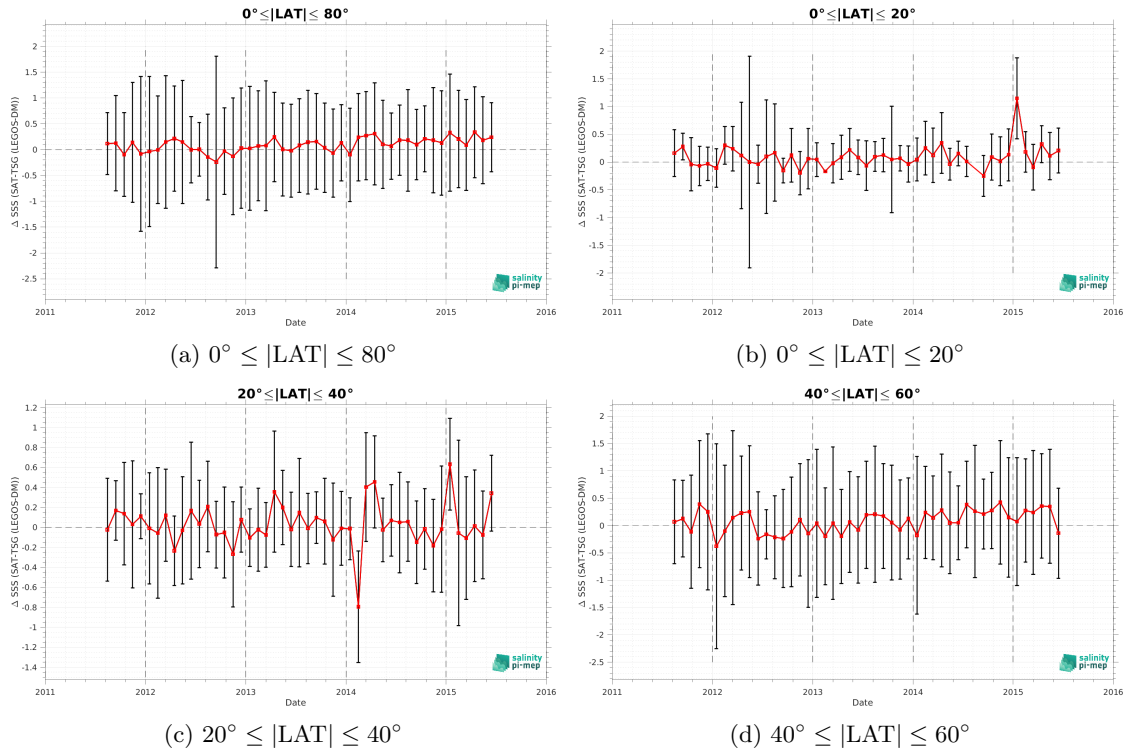 0°≤|LAT|≤ 80°
Δ SSS (SAT-TSG (LEGOS-DM))
2
1.5
1
0.5
0
-0.5
-1
-1.5
-2
-2.5
2011 2012 2013 2014 2015 2016
Date
salinity
pi-mep
(a) 0° ≤ |LAT| ≤ 80°
0°≤|LAT|≤ 20°
Δ SSS (SAT-TSG (LEGOS-DM))
2
1.5
1
0.5
0
-0.5
-1
-1.5
-2
2011 2012 2013 2014 2015 2016
Date
salinity
pi-mep
(b) 0° ≤ |LAT| ≤ 20°
20°≤|LAT|≤ 40°
Δ SSS (SAT-TSG (LEGOS-DM))
1.2
1
0.8
0.6
0.4
0.2
0
-0.2
-0.4
-0.6
-0.8
-1
-1.2
-1.4
2011 2012 2013 2014 2015 2016
Date
salinity
pi-mep
(c) 20° ≤ |LAT| ≤ 40°
40°≤|LAT|≤ 60°
Δ SSS (SAT-TSG (LEGOS-DM))
2
1.5
1
0.5
0
-0.5
-1
-1.5
-2
-2.5
2011 2012 2013 2014 2015 2016
Date
salinity
pi-mep
(d) 40° ≤ |LAT| ≤ 60°